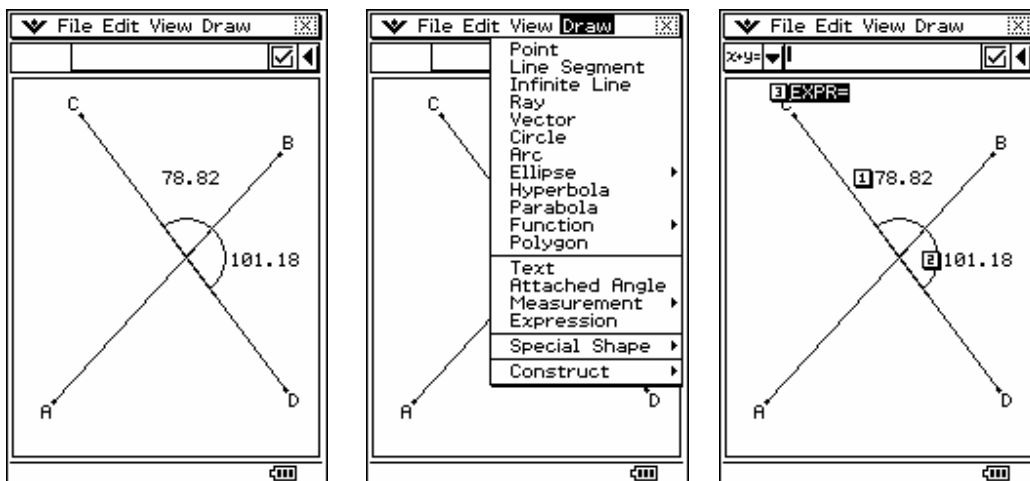 File Edit View Draw
C
B
78.82
101.18
A
D
File Edit View Draw
Point
Line Segment
Infinite Line
Ray
Vector
Circle
Arc
Ellipse
Hyperbola
Parabola
Function
Polygon
Text
Attached Angle
Measurement
Expression
Special Shape
Construct
C
A
D
File Edit View Draw
x+y=
3 EXPR=
C
B
1 78.82
2 101.18
A
D